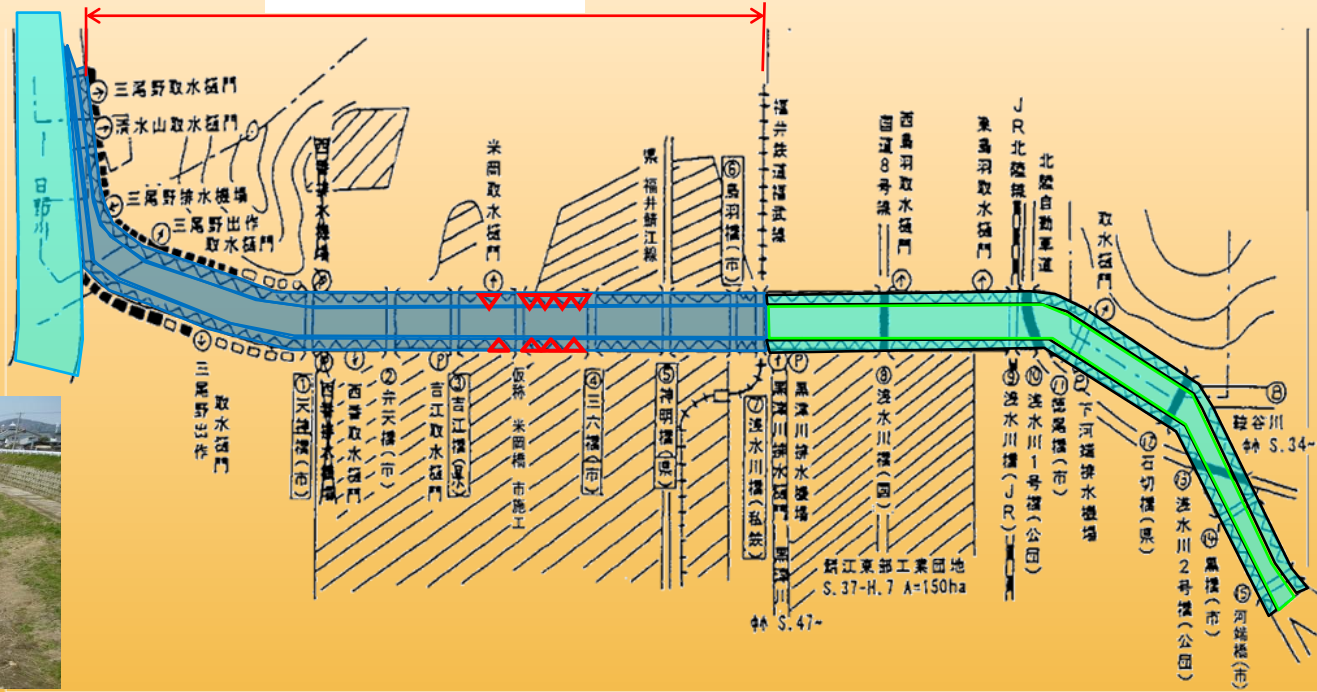 三尾野取水樋門
清水山取水樋門
日野川
三尾野排水機場
三尾野出作
取水樋門
西番排水機場
米岡取水樋門
県 福井鯖江線
⑥鳥羽橋(市)
福井鉄道福武線
国道8号線
西鳥羽取水樋門
東鳥羽取水樋門
JR北陸線
北陸自動車道
取水樋門
三尾野出作
取水樋門
①天神橋(市)
西番取水樋門
②弁天橋(市)
吉江取水樋門
③吉江橋(県)
仮称 米岡橋 市施工
④三六橋(市)
⑤神明橋(県)
⑦浅水川橋(私鉄)
黒津川排水樋門
黒津川
黒津川排水機場
⑧浅水川橋(国)
⑨浅水川橋(JR)
⑩浅水川1号橋(公団)
下河端排水機場
⑫石切橋(県)
⑬浅水川2号橋(公団)
⑭黒橋(市)
⑮河端橋(市)
鞍谷川
中小 S.34~
鯖江東部工業団地
S.37-H.7 A=150ha
中小 S.47~